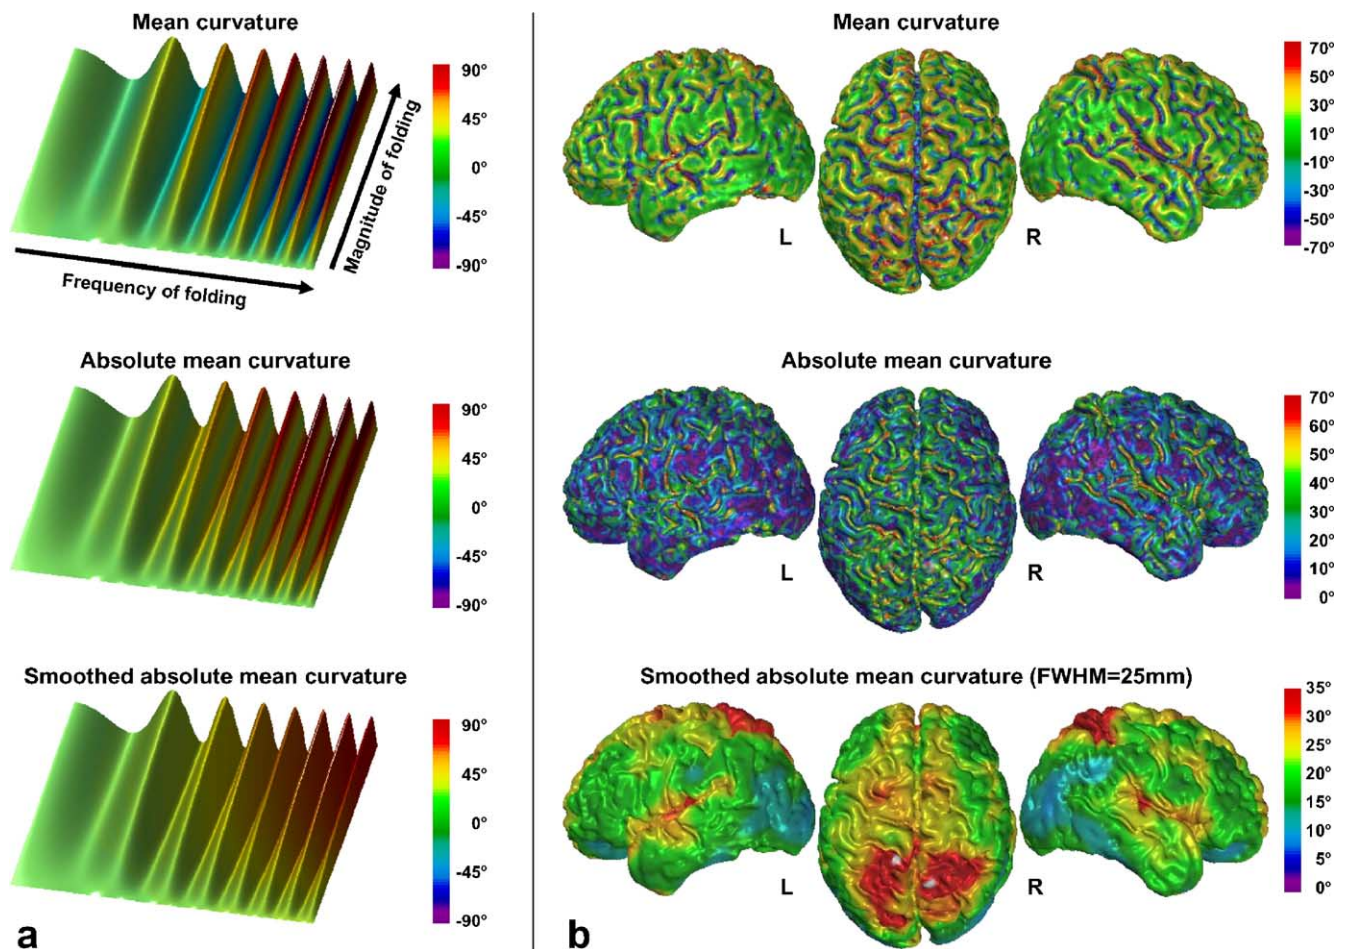 Mean curvature
90°
45°
0°
-45°
-90°
Magnitude of folding
Frequency of folding
Absolute mean curvature
90°
45°
0°
-45°
-90°
Smoothed absolute mean curvature
90°
45°
0°
-45°
-90°
a
Mean curvature
70°
50°
30°
10°
-10°
-30°
-50°
-70°
L
R
Absolute mean curvature
70°
60°
50°
40°
30°
20°
10°
0°
L
R
Smoothed absolute mean curvature (FWHM=25mm)
35°
30°
25°
20°
15°
10°
5°
0°
L
R
b